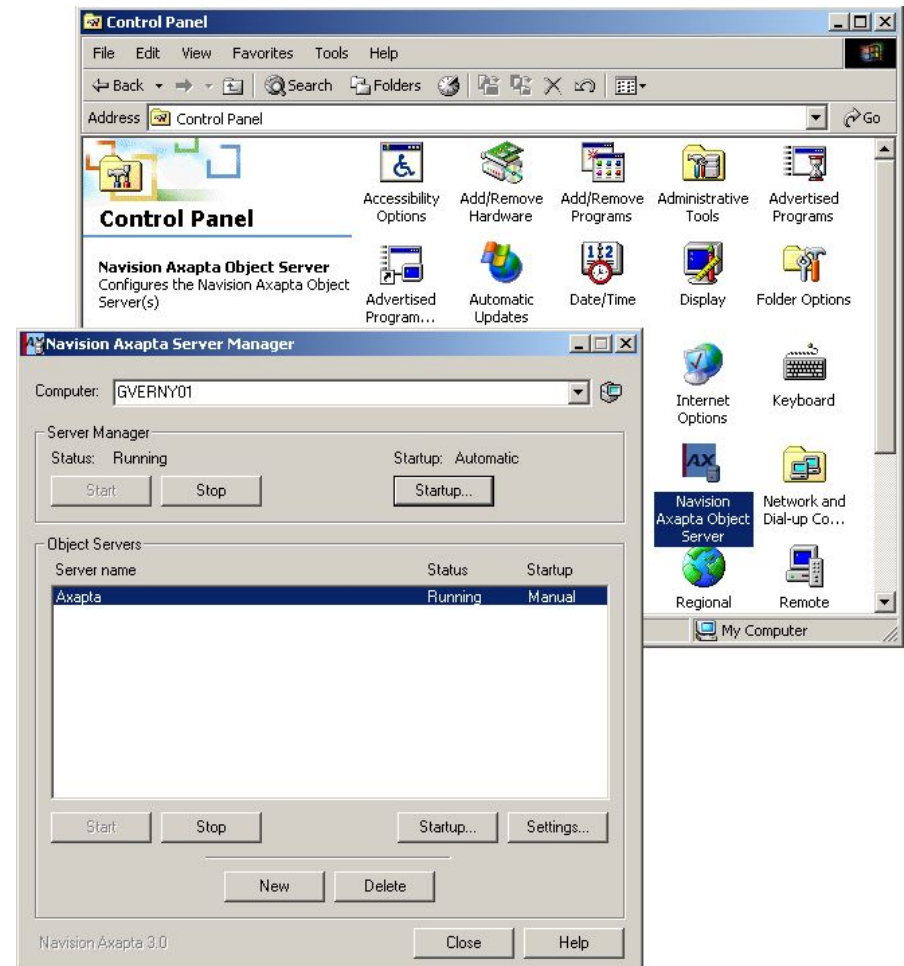 Control Panel
File Edit View Favorites Tools Help
Back Search Folders
Address Control Panel Go
Control Panel
Navision Axapta Object Server
Configures the Navision Axapta Object
Server(s)
Accessibility Options
Add/Remove Hardware
Add/Remove Programs
Administrative Tools
Advertised Programs
Advertised Program...
Automatic Updates
Date/Time
Display
Folder Options
Internet Options
Keyboard
Navision Axapta Object Server
Network and Dial-up Co...
Regional
Remote
My Computer
Navision Axapta Server Manager
Computer: GVERNY01
Server Manager
Status: Running Startup: Automatic
Start Stop Startup...
Object Servers
Server name Status Startup
Axapta Running Manual
Start Stop Startup... Settings...
New Delete
Navision Axapta 3.0 Close Help